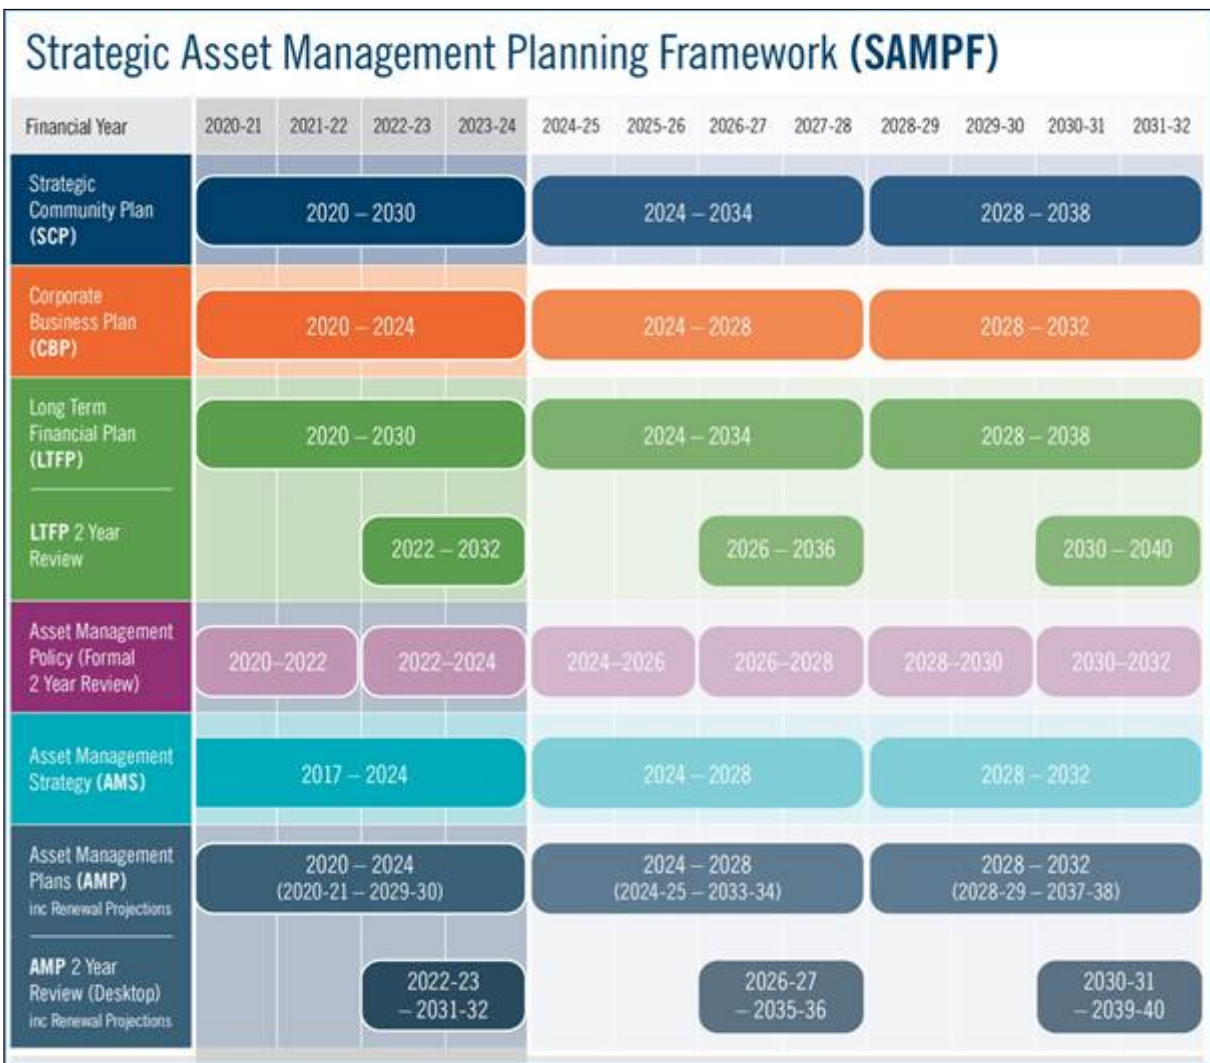 Strategic Asset Management Planning Framework (SAMPF)
Financial Year 2020-21 2021-22 2022-23 2023-24 2024-25 2025-26 2026-27 2027-28 2028-29 2029-30 2030-31 2031-32
Strategic
Community Plan
(SCP)
2020 – 2030 2024 – 2034 2028 – 2038
Corporate
Business Plan
(CBP)
2020 – 2024 2024 – 2028 2028 – 2032
Long Term
Financial Plan
(LTFP)
2020 – 2030 2024 – 2034 2028 – 2038
LTFP 2 Year
Review
2022 – 2032 2026 – 2036 2030 – 2040
Asset Management
Policy (Formal
2 Year Review)
2020–2022 2022–2024 2024–2026 2026–2028 2028–2030 2030–2032
Asset Management
Strategy (AMS)
2017 – 2024 2024 – 2028 2028 – 2032
Asset Management
Plans (AMP)
inc Renewal Projections
2020 – 2024 2024 – 2028 2028 – 2032
(2020-21 – 2029-30) (2024-25 – 2033-34) (2028-29 – 2037-38)
AMP 2 Year
Review (Desktop)
inc Renewal Projections
2022-23 2026-27 2030-31
– 2031-32 – 2035-36 – 2039-40